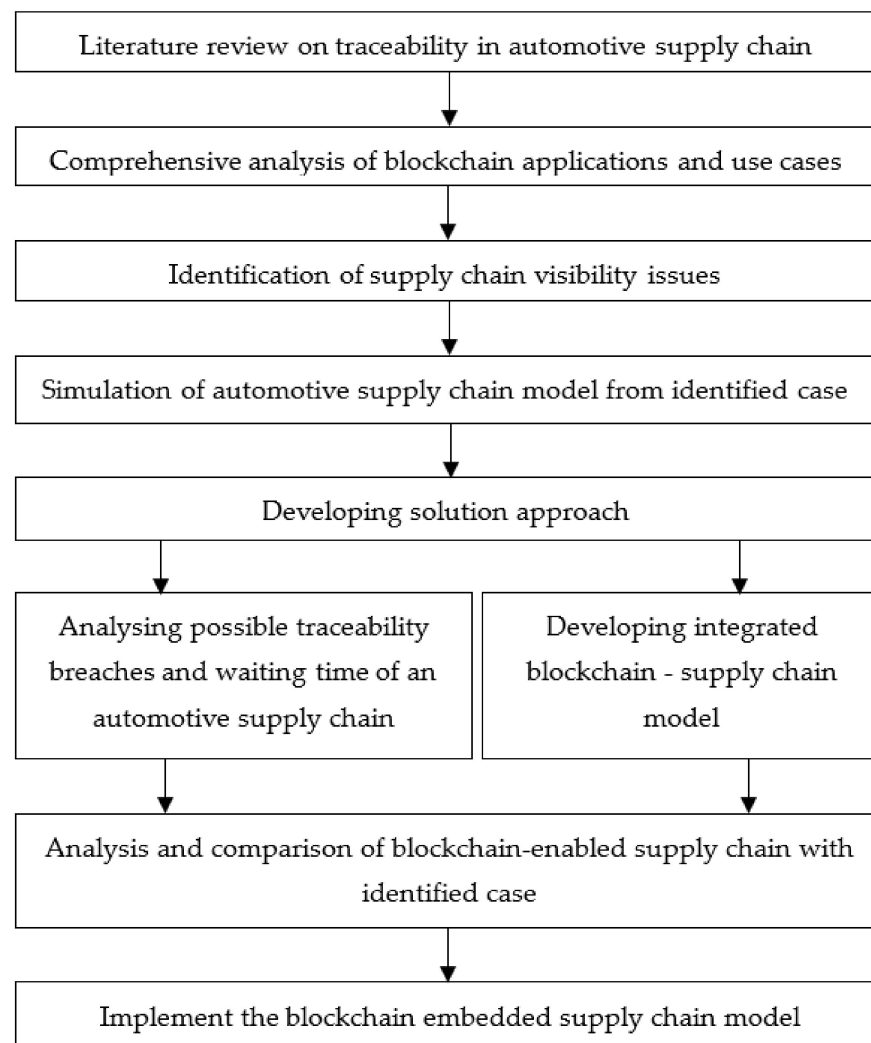 Literature review on traceability in automotive supply chain
Comprehensive analysis of blockchain applications and use cases
Identification of supply chain visibility issues
Simulation of automotive supply chain model from identified case
Developing solution approach
Analysing possible traceability
breaches and waiting time of an
automotive supply chain
Developing integrated
blockchain - supply chain
model
Analysis and comparison of blockchain-enabled supply chain with
identified case
Implement the blockchain embedded supply chain model